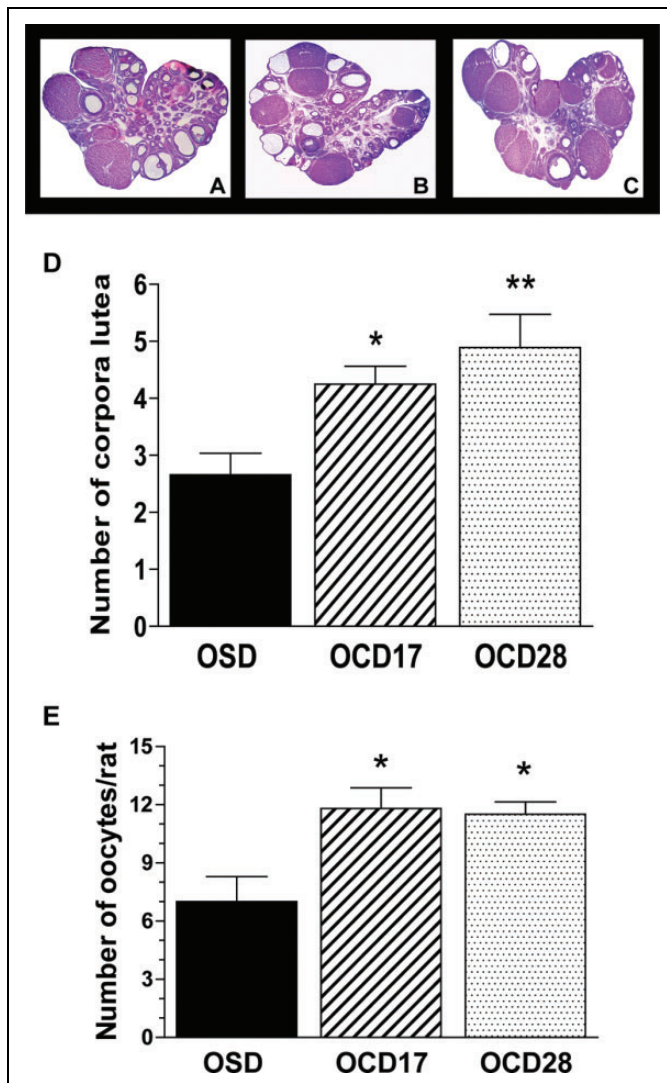 A B C
D
Number of corpora lutea
6
5
4
3
2
1
0
* **
OSD OCD17 OCD28
E
Number of oocytes/rat
15
12
9
6
3
0
* *
OSD OCD17 OCD28